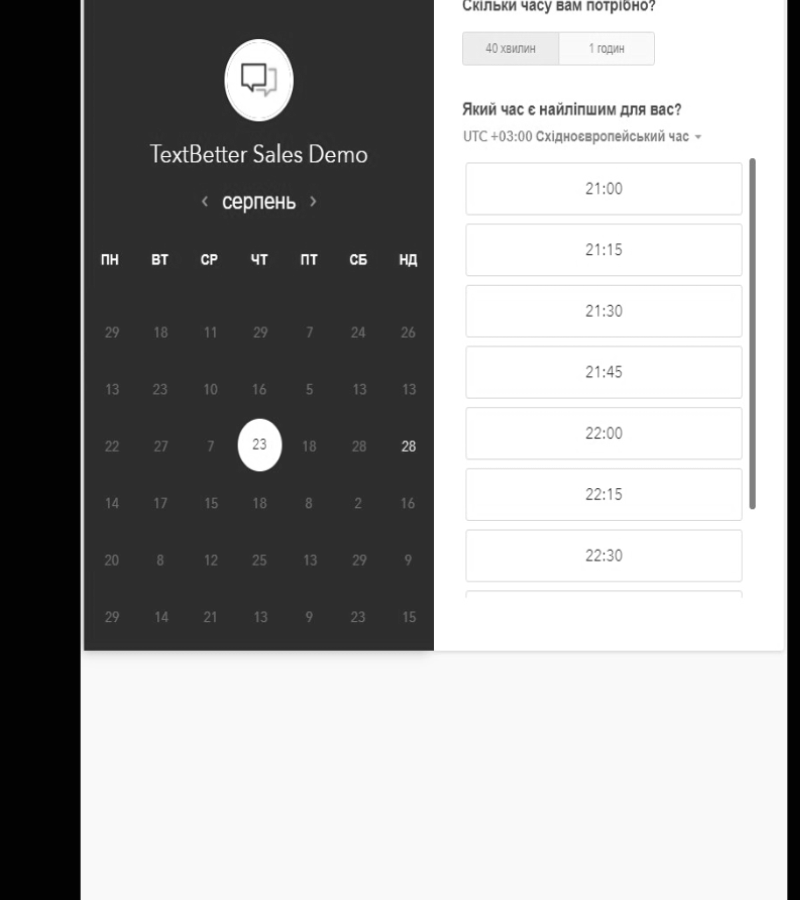 TextBetter Sales Demo
серпень
ПН ВТ СР ЧТ ПТ СБ НД
29 18 11 29 7 24 26
13 23 10 16 5 13 13
22 27 7 23 18 28 28
14 17 15 18 8 2 16
20 8 12 25 13 29 9
29 14 21 13 9 23 15
Скільки часу вам потрібно?
40 хвилин 1 годин
Який час є найліпшим для вас?
UTC +03:00 Східноєвропейський час
21:00
21:15
21:30
21:45
22:00
22:15
22:30